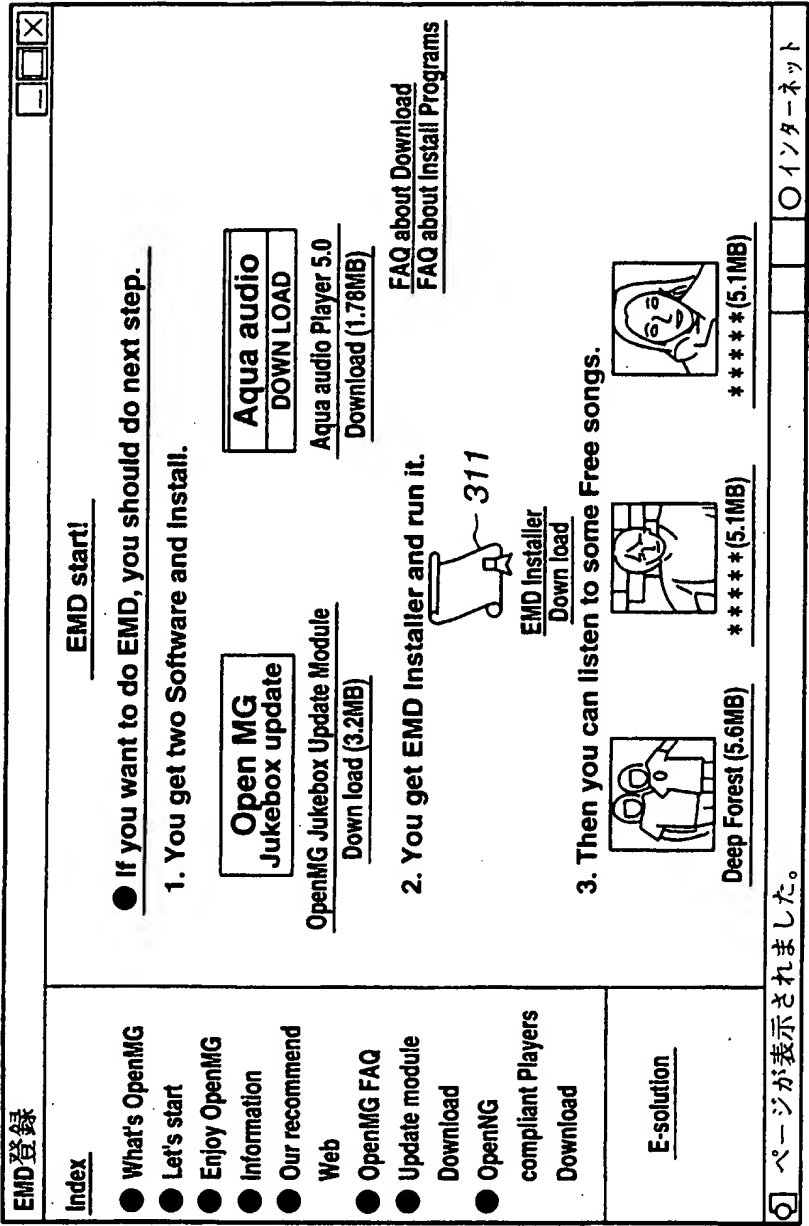 EMD登録
Index
● What's OpenMG
● Let's start
● Enjoy OpenMG
● Information
● Our recommend
Web
● OpenMG FAQ
● Update module
Download
● OpenNG
compliant Players
Download
E-solution
EMD start!
● If you want to do EMD, you should do next step.
1. You get two Software and Install.
Open MG
Jukebox update
OpenMG Jukebox Update Module
Down load (3.2MB)
Aqua audio
DOWN LOAD
Aqua audio Player 5.0
Download (1.78MB)
2. You get EMD Installer and run it.
311
EMD Installer
Down load
FAQ about Download
FAQ about Install Programs
3. Then you can listen to some Free songs.
Deep Forest (5.6MB)
*****(5.1MB)
*****(5.1MB)
ページが表示されました。
インターネット